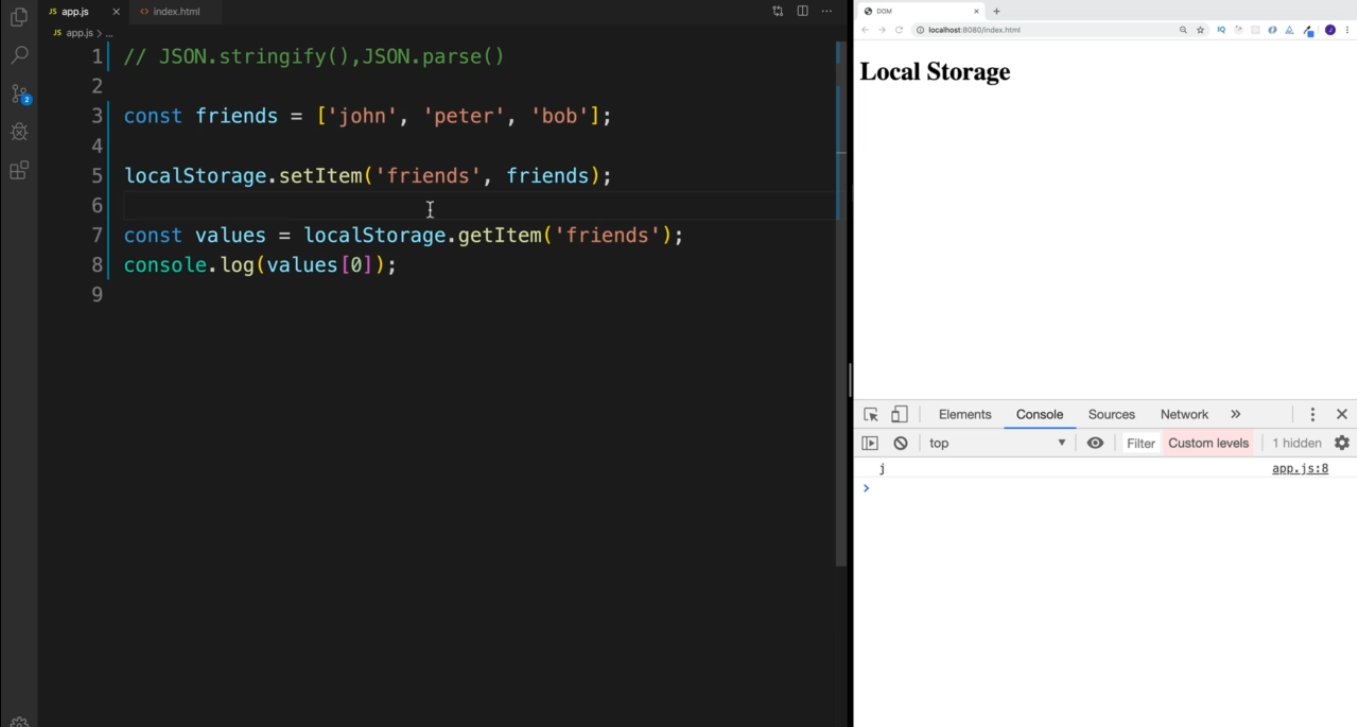 JS app.js ×
<> index.html
JS app.js > ...
1 // JSON.stringify(),JSON.parse()
2
3 const friends = ['john', 'peter', 'bob'];
4
5 localStorage.setItem('friends', friends);
6
7 const values = localStorage.getItem('friends');
8 console.log(values[0]);
9
2
DOM
localhost:8080/index.html
IQ
Local Storage
Elements Console Sources Network »
top Filter Custom levels 1 hidden
j app.js:8
>